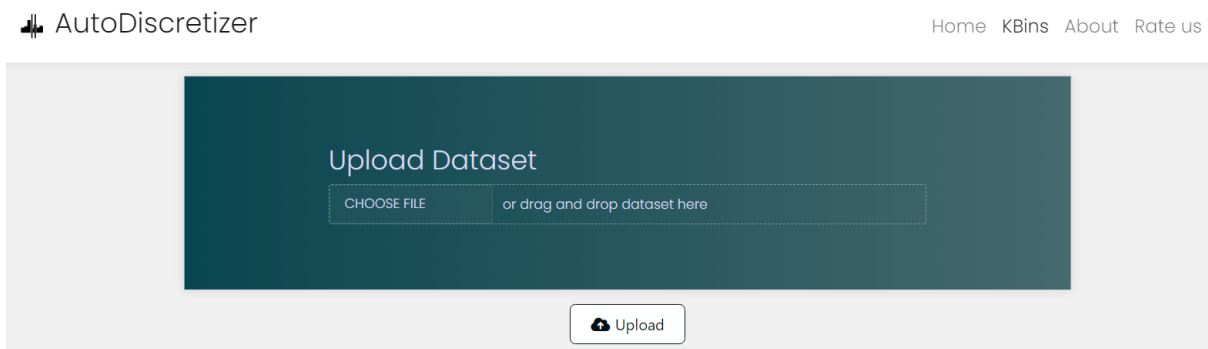 AutoDiscretizer
Home KBins About Rate us
Upload Dataset
CHOOSE FILE or drag and drop dataset here
Upload